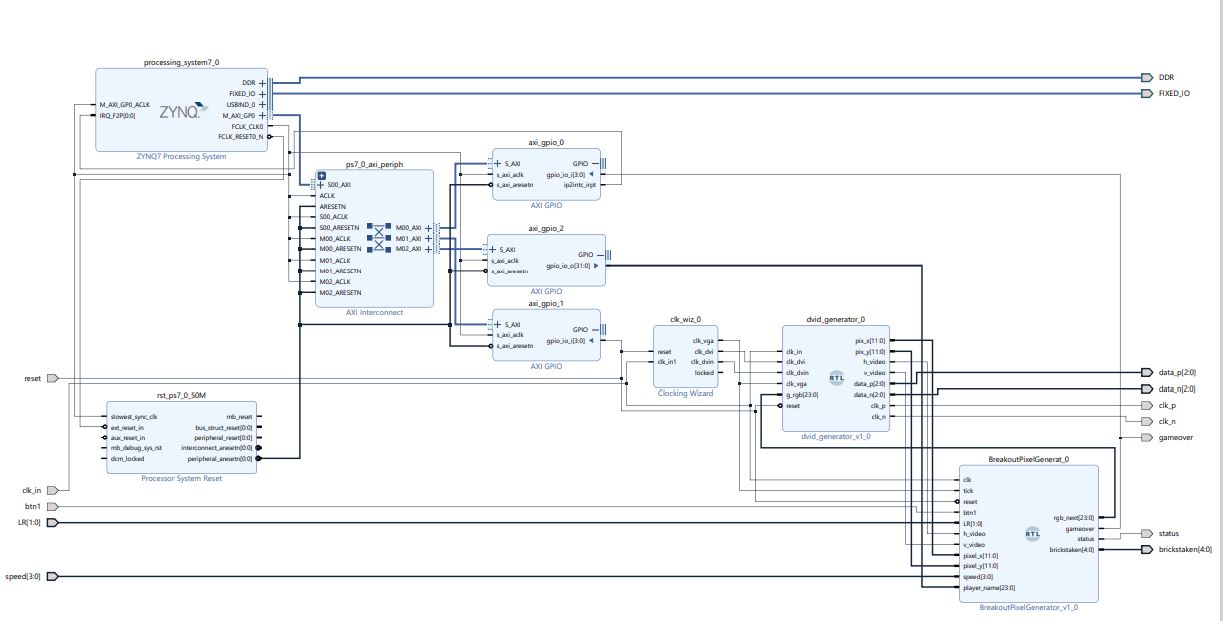 processing_system7_0
DDR
FIXED_IO
USBIND_0
M_AXI_GP0
FCLK_CLK0
FCLK_RESET0_N
M_AXI_GP0_ACLK
IRQ_F2P[0:0]
ZYNQ
ZYNQ7 Processing System
DDR
FIXED_IO
ps7_0_axi_periph
S00_AXI
ACLK
ARESETN
S00_ACLK
S00_ARESETN
M00_ACLK
M00_ARESETN
M01_ACLK
M01_ARESETN
M02_ACLK
M02_ARESETN
M00_AXI
M01_AXI
M02_AXI
AXI Interconnect
axi_gpio_0
S_AXI
s_axi_aclk
s_axi_aresetn
GPIO
gpio_io_i[3:0]
ip2intc_irpt
AXI GPIO
axi_gpio_2
S_AXI
s_axi_aclk
s_axi_aresetn
GPIO
gpio_io_o[31:0]
AXI GPIO
axi_gpio_1
S_AXI
s_axi_aclk
s_axi_aresetn
GPIO
gpio_io_i[3:0]
AXI GPIO
clk_wiz_0
reset
clk_in1
clk_vga
clk_dvi
clk_dvin
locked
Clocking Wizard
dvid_generator_0
clk_in
clk_dvi
clk_dvin
clk_vga
g_rgb[23:0]
reset
RTL
pix_x[11:0]
pix_y[11:0]
h_video
v_video
data_p[2:0]
data_n[2:0]
clk_p
clk_n
dvid_generator_v1_0
data_p[2:0]
data_n[2:0]
clk_p
clk_n
gameover
reset
rst_ps7_0_50M
slowest_sync_clk
ext_reset_in
aux_reset_in
mb_debug_sys_rst
dcm_locked
mb_reset
bus_struct_reset[0:0]
peripheral_reset[0:0]
interconnect_aresetn[0:0]
peripheral_aresetn[0:0]
Processor System Reset
clk_in
btn1
LR[1:0]
speed[3:0]
BreakoutPixelGenerat_0
clk
tick
reset
btn1
LR[1:0]
h_video
v_video
pixel_x[11:0]
pixel_y[11:0]
speed[3:0]
player_name[23:0]
RTL
rgb_next[23:0]
gameover
status
brickstaken[4:0]
BreakoutPixelGenerator_v1_0
status
brickstaken[4:0]